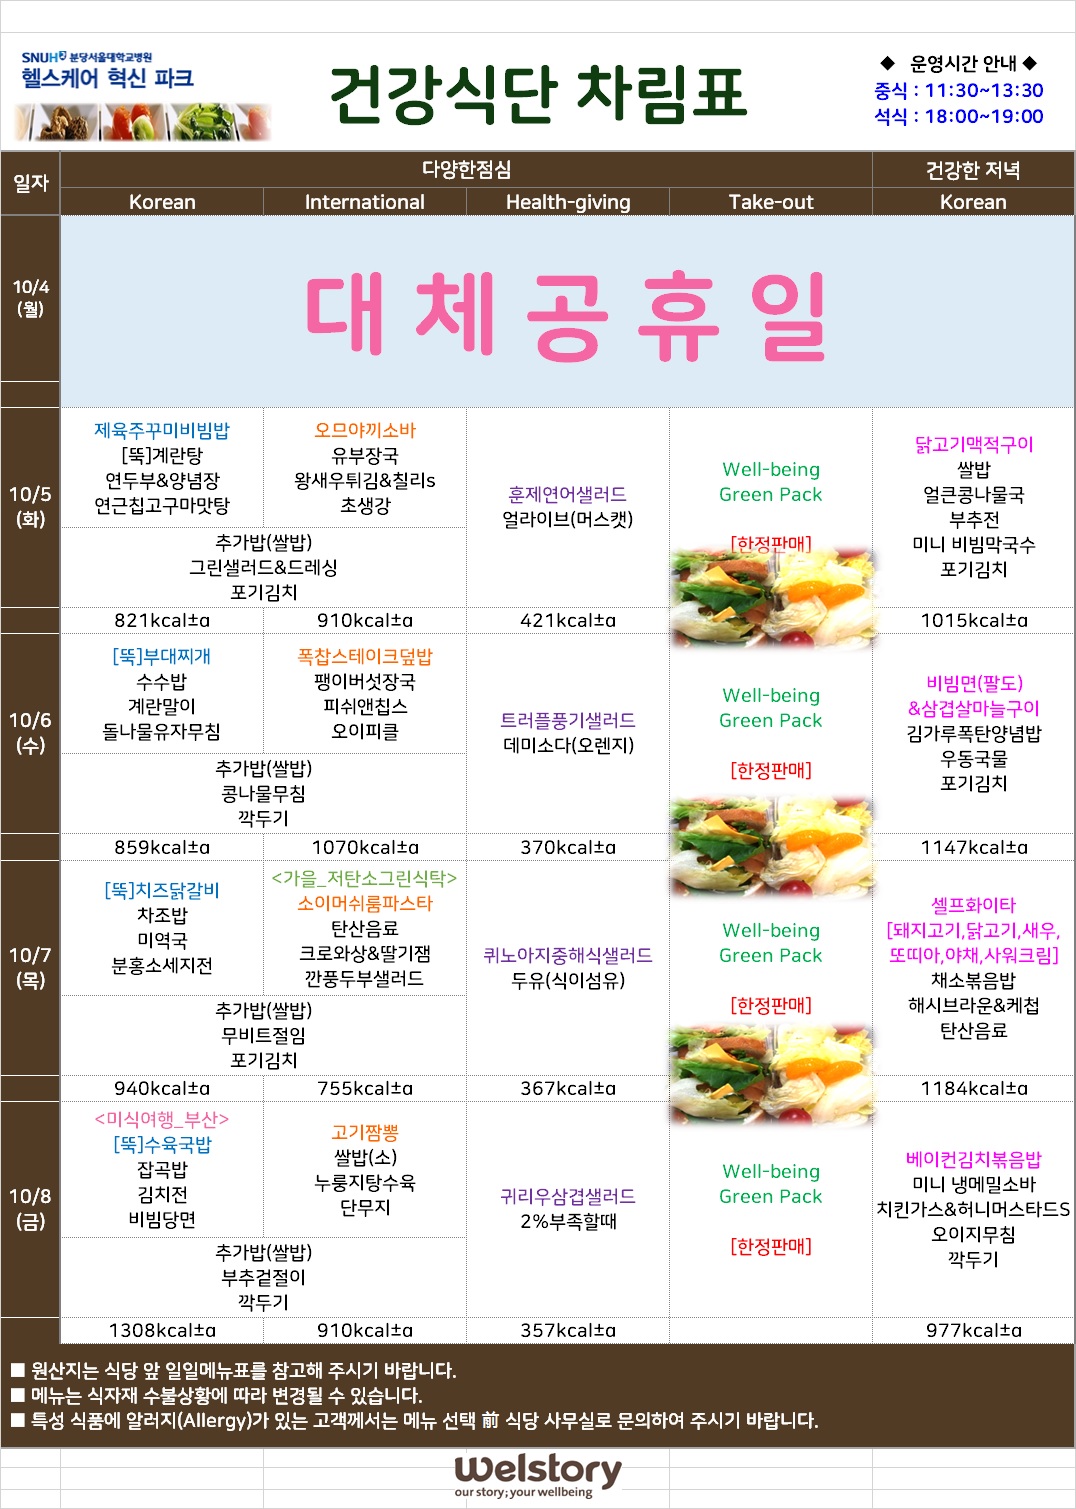 SNUH 분당서울대학교병원
헬스케어 혁신 파크
건강식단 차림표
◆ 운영시간 안내 ◆
중식 : 11:30~13:30
석식 : 18:00~19:00
일자
다양한점심
건강한 저녁
Korean
International
Health-giving
Take-out
Korean
10/4
(월)
대체공휴일
10/5
(화)
제육주꾸미비빔밥
[뚝]계란탕
연두부&양념장
연근칩고구마맛탕
오므야끼소바
유부장국
왕새우튀김&칠리s
초생강
추가밥(쌀밥)
그린샐러드&드레싱
포기김치
훈제연어샐러드
얼라이브(머스캣)
Well-being
Green Pack
[한정판매]
닭고기맥적구이
쌀밥
얼큰콩나물국
부추전
미니 비빔막국수
포기김치
821kcal±α
910kcal±α
421kcal±α
1015kcal±α
10/6
(수)
[뚝]부대찌개
수수밥
계란말이
돌나물유자무침
폭찹스테이크덮밥
팽이버섯장국
피쉬앤칩스
오이피클
추가밥(쌀밥)
콩나물무침
깍두기
트러플풍기샐러드
데미소다(오렌지)
Well-being
Green Pack
[한정판매]
비빔면(팔도)
&삼겹살마늘구이
김가루폭탄양념밥
우동국물
포기김치
859kcal±α
1070kcal±α
370kcal±α
1147kcal±α
10/7
(목)
[뚝]치즈닭갈비
차조밥
미역국
분홍소세지전
<가을_저탄소그린식탁>
소이머쉬룸파스타
탄산음료
크로와상&딸기잼
깐풍두부샐러드
추가밥(쌀밥)
무비트절임
포기김치
퀴노아지중해식샐러드
두유(식이섬유)
Well-being
Green Pack
[한정판매]
셀프화이타
[돼지고기,닭고기,새우,
또띠아,야채,사워크림]
채소볶음밥
해시브라운&케첩
탄산음료
940kcal±α
755kcal±α
367kcal±α
1184kcal±α
10/8
(금)
<미식여행_부산>
[뚝]수육국밥
잡곡밥
김치전
비빔당면
고기짬뽕
쌀밥(소)
누룽지탕수육
단무지
추가밥(쌀밥)
부추겉절이
깍두기
귀리우삼겹샐러드
2%부족할때
Well-being
Green Pack
[한정판매]
베이컨김치볶음밥
미니 냉메밀소바
치킨가스&허니머스타드S
오이지무침
깍두기
1308kcal±α
910kcal±α
357kcal±α
977kcal±α
■ 원산지는 식당 앞 일일메뉴표를 참고해 주시기 바랍니다.
■ 메뉴는 식자재 수불상황에 따라 변경될 수 있습니다.
■ 특성 식품에 알러지(Allergy)가 있는 고객께서는 메뉴 선택 前 식당 사무실로 문의하여 주시기 바랍니다.
welstory
our story; your wellbeing